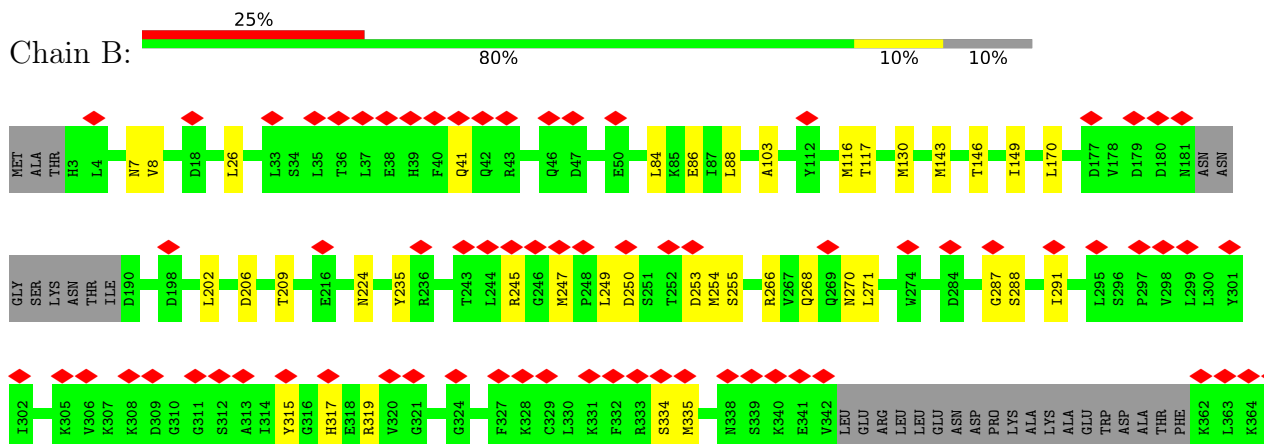 25%
Chain B:
80% 10% 10%
MET ALA THR H3 L4 N7 V8 D18 L26 L33 S34 L35 T36 L37 E38 H39 F40 Q41 Q42 R43 Q46 D47 E50 L84 K85 E86 I87 L88 A103 Y112 M116 T117 M130 M143 T146 I149 L170 D177 V178 D179 D180 N181 ASN ASN
GLY SER LYS ASN THR ILE D190 D198 L202 D206 T209 E216 N224 Y235 R236 T243 L244 R245 G246 M247 P248 L249 D250 S251 T252 D253 M254 S255 R266 V267 Q268 Q269 N270 L271 W274 D284 G287 S288 I291 L295 S296 P297 V298 L299 L300 Y301
I302 K305 V306 K307 K308 D309 G310 G311 S312 A313 I314 Y315 G316 H317 E318 R319 V320 G321 G324 F327 K328 C329 L330 K331 F332 R333 S334 M335 N338 S339 K340 E341 V342 LEU GLU ARG LEU LEU GLU ASN ASP PRO LYS ALA LYS ALA GLU TRP ASP ALA THR PHE K362 L363 K364